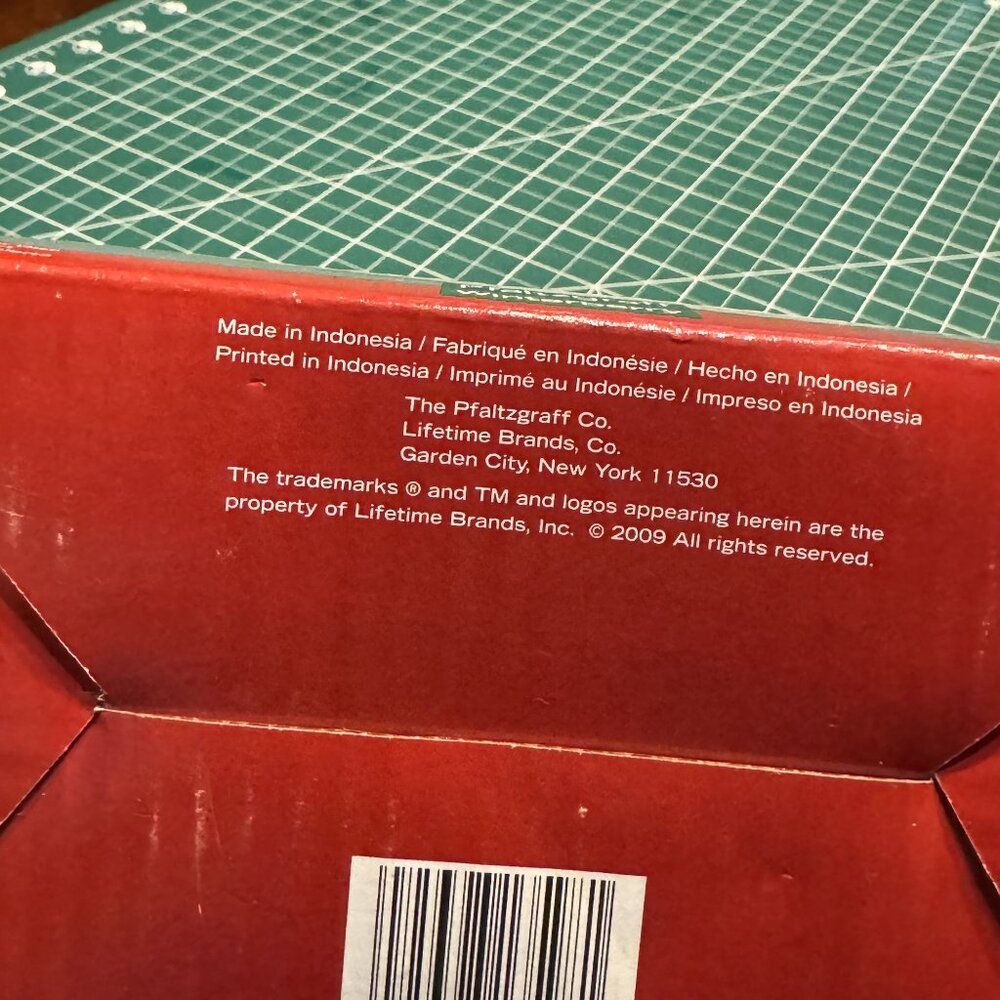 Made in Indonesia / Fabriqué en Indonésie / Hecho en Indonesia /
Printed in Indonesia / Imprimé au Indonésie / Impreso en Indonesia
The Pfaltzgraff Co.
Lifetime Brands, Co.
Garden City, New York 11530
The trademarks ® and TM and logos appearing herein are the
property of Lifetime Brands, Inc. © 2009 All rights reserved.